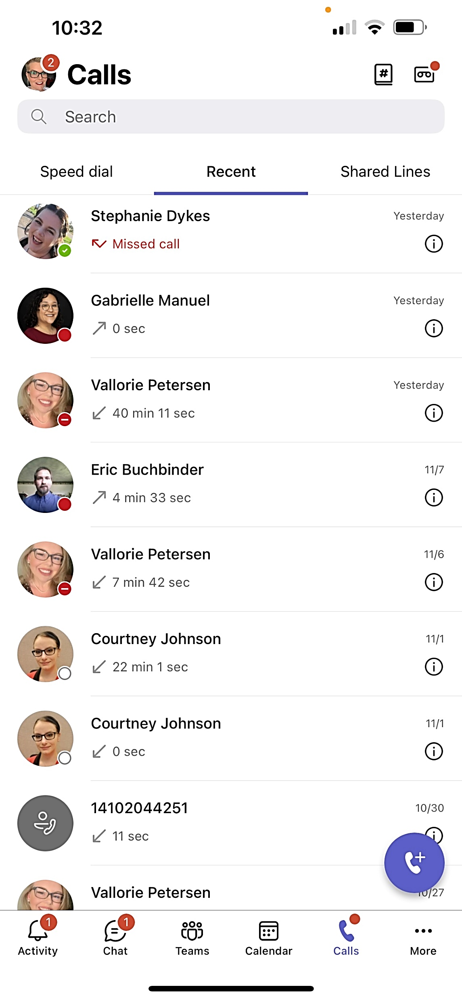 10:32
2
Calls
#
Search
Speed dial Recent Shared Lines
Stephanie Dykes Yesterday
Missed call
Gabrielle Manuel Yesterday
0 sec
Vallorie Petersen Yesterday
40 min 11 sec
Eric Buchbinder 11/7
4 min 33 sec
Vallorie Petersen 11/6
7 min 42 sec
Courtney Johnson 11/1
22 min 1 sec
Courtney Johnson 11/1
0 sec
14102044251 10/30
11 sec
Vallorie Petersen 10/27
1 1
Activity Chat Teams Calendar Calls More